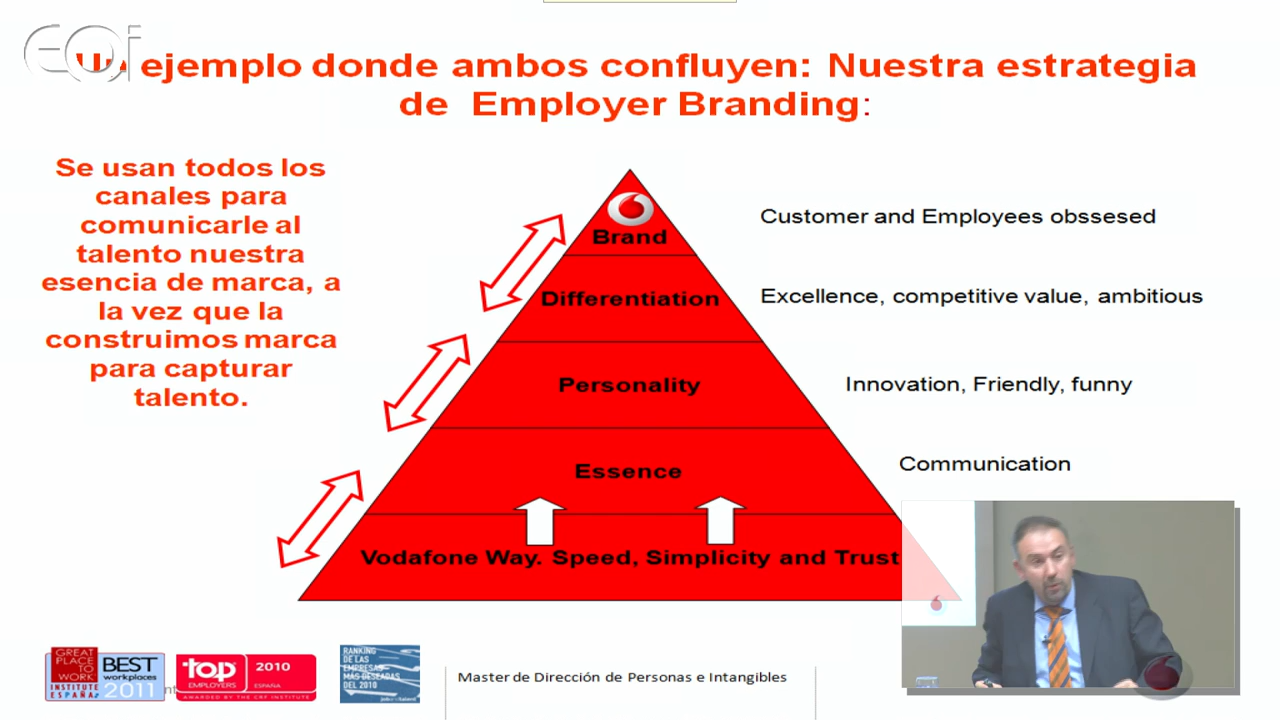 EOI
Un ejemplo donde ambos confluyen: Nuestra estrategia
de Employer Branding:
Se usan todos los
canales para
comunicarle al
talento nuestra
esencia de marca, a
la vez que la
construimos marca
para capturar
talento.
Brand
Customer and Employees obssesed
Differentiation
Excellence, competitive value, ambitious
Personality
Innovation, Friendly, funny
Essence
Communication
Vodafone Way. Speed, Simplicity and Trust
GREAT
PLACE
TO
WORK
INSTITUTE
ESPAÑA
BEST
workplaces
2011
top
EMPLOYERS
2010
ESPAÑA
AWARDED BY THE CRF INSTITUTE
RANKING
DE LAS
EMPRESAS
MÁS DESEADAS
DEL 2010
Master de Dirección de Personas e Intangibles